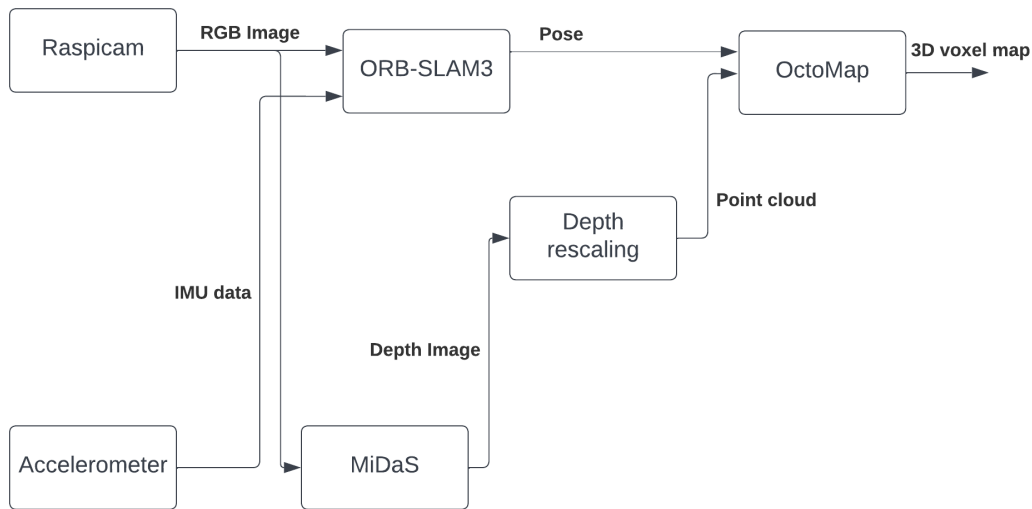 Raspicam
RGB Image
ORB-SLAM3
Pose
OctoMap
3D voxel map
Point cloud
Depth
rescaling
IMU data
Depth Image
Accelerometer
MiDaS